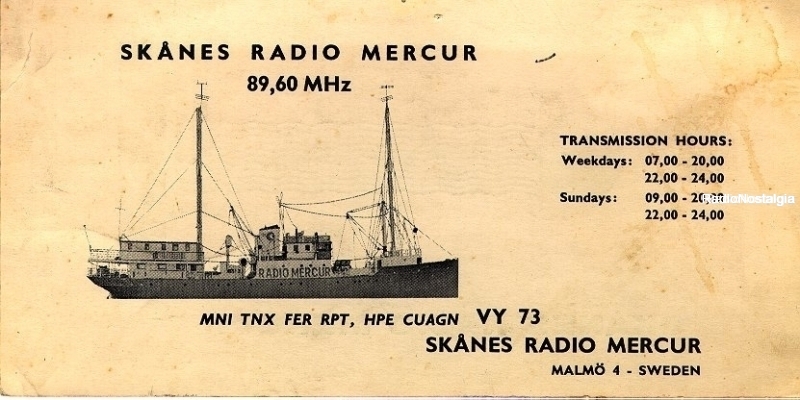 SKÅNES RADIO MERCUR
89,60 MHz
TRANSMISSION HOURS:
Weekdays: 07,00 - 20,00
22,00 - 24,00
Sundays: 09,00 - 20,00
RadioNostalgia
22,00 - 24,00
RADIO MERCUR
MNI TNX FER RPT, HPE CUAGN VY 73
SKÅNES RADIO MERCUR
MALMÖ 4 - SWEDEN